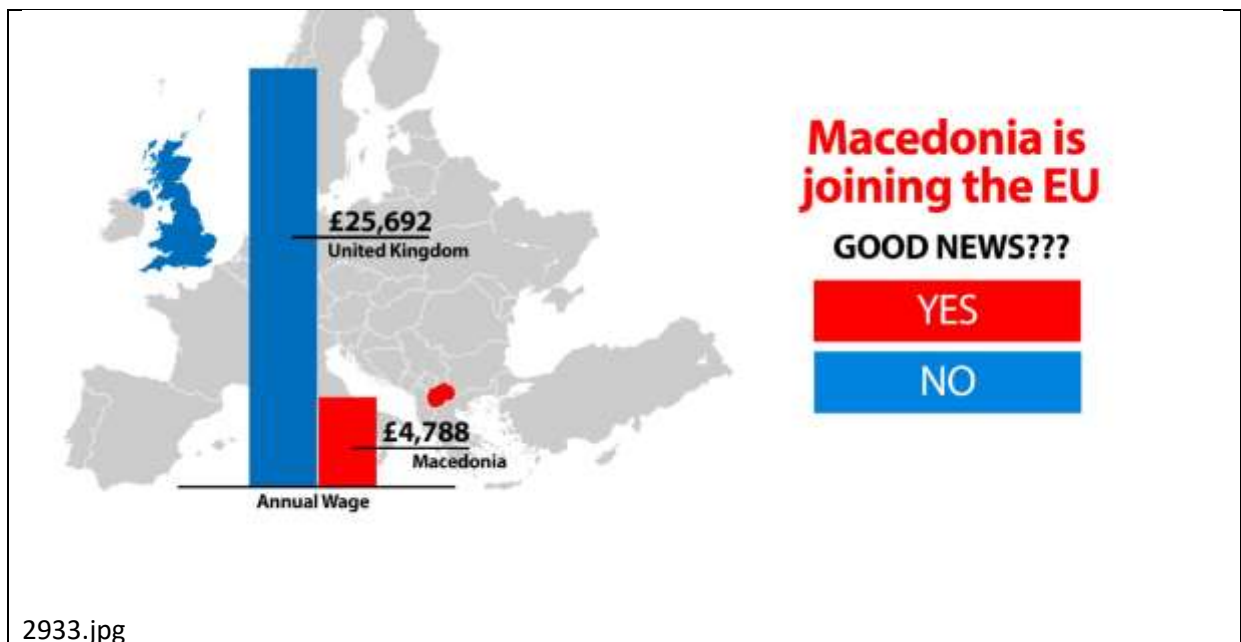 £25,692
United Kingdom
£4,788
Macedonia
Annual Wage
Macedonia is
joining the EU
GOOD NEWS???
YES
NO
2933.jpg